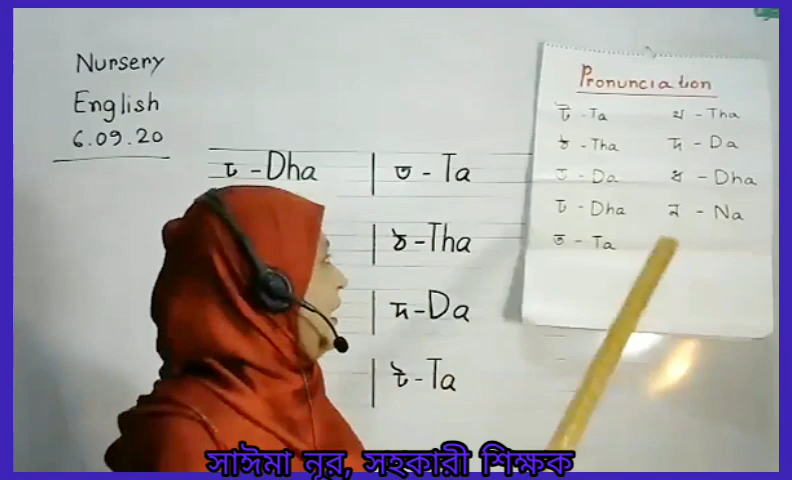 Nursery
English
6.09.20
ঢ - Dha
ত - Ta
ঠ - Tha
দ - Da
ট - Ta
Pronunciation
ট - Ta
ঠ - Tha
ড - Da
ঢ - Dha
ত - Ta
থ - Tha
দ - Da
ধ - Dha
ন - Na
সাঈমা নূর, সহকারী শিক্ষক